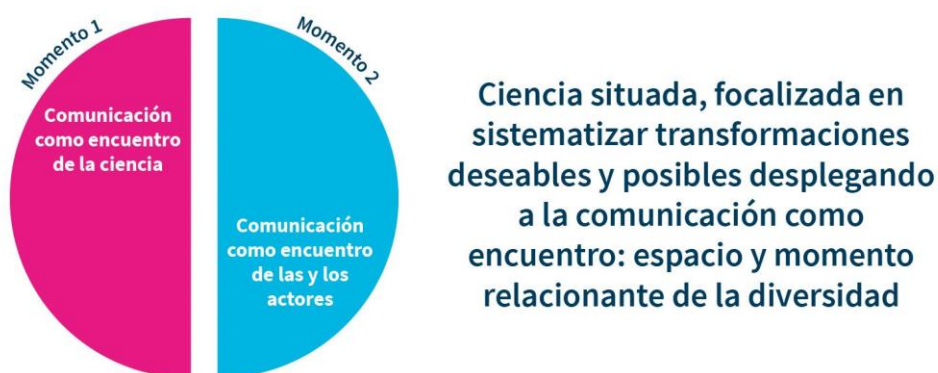 Momento 1
Comunicación
como encuentro
de la ciencia
Momento 2
Comunicación
como encuentro
de las y los
actores
Ciencia situada, focalizada en
sistematizar transformaciones
deseables y posibles desplegando
a la comunicación como
encuentro: espacio y momento
relacionante de la diversidad